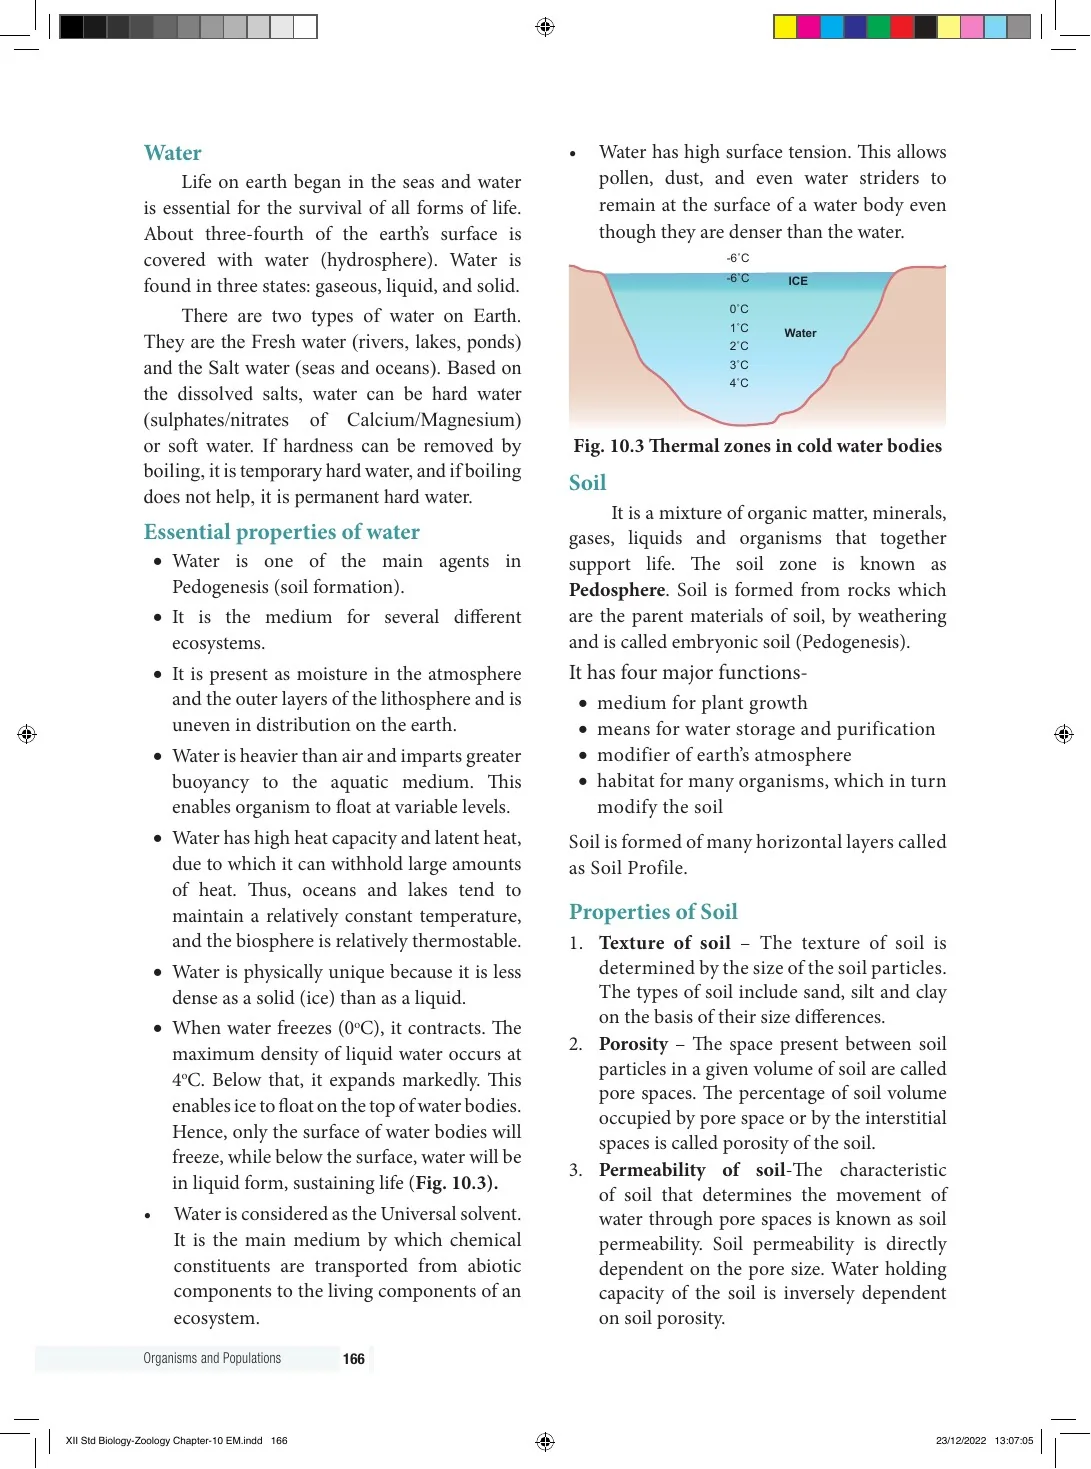 Water
Life on earth began in the seas and water
is essential for the survival of all forms of life.
About three-fourth of the earth's surface is
covered with water (hydrosphere). Water is
found in three states: gaseous, liquid, and solid.
There are two types of water on Earth.
They are the Fresh water (rivers, lakes, ponds)
and the Salt water (seas and oceans). Based on
the dissolved salts, water can be hard water
(sulphates/nitrates of Calcium/Magnesium)
or soft water. If hardness can be removed by
boiling, it is temporary hard water, and if boiling
does not help, it is permanent hard water.
Essential properties of water
• Water is one of the main agents in
Pedogenesis (soil formation).
• It is the medium for several different
ecosystems.
• It is present as moisture in the atmosphere
and the outer layers of the lithosphere and is
uneven in distribution on the earth.
• Water is heavier than air and imparts greater
buoyancy to the aquatic medium. This
enables organism to float at variable levels.
• Water has high heat capacity and latent heat,
due to which it can withhold large amounts
of heat. Thus, oceans and lakes tend to
maintain a relatively constant temperature,
and the biosphere is relatively thermostable.
• Water is physically unique because it is less
dense as a solid (ice) than as a liquid.
• When water freezes (0ºC), it contracts. The
maximum density of liquid water occurs at
4ºC. Below that, it expands markedly. This
enables ice to float on the top of water bodies.
Hence, only the surface of water bodies will
freeze, while below the surface, water will be
in liquid form, sustaining life (Fig. 10.3).
• Water is considered as the Universal solvent.
It is the main medium by which chemical
constituents are transported from abiotic
components to the living components of an
ecosystem.
• Water has high surface tension. This allows
pollen, dust, and even water striders to
remain at the surface of a water body even
though they are denser than the water.
-6˚C
-6˚C ICE
0˚C
1˚C Water
2˚C
3˚C
4˚C
Fig. 10.3 Thermal zones in cold water bodies
Soil
It is a mixture of organic matter, minerals,
gases, liquids and organisms that together
support life. The soil zone is known as
Pedosphere. Soil is formed from rocks which
are the parent materials of soil, by weathering
and is called embryonic soil (Pedogenesis).
It has four major functions-
• medium for plant growth
• means for water storage and purification
• modifier of earth's atmosphere
• habitat for many organisms, which in turn
modify the soil
Soil is formed of many horizontal layers called
as Soil Profile.
Properties of Soil
1. Texture of soil – The texture of soil is
determined by the size of the soil particles.
The types of soil include sand, silt and clay
on the basis of their size differences.
2. Porosity – The space present between soil
particles in a given volume of soil are called
pore spaces. The percentage of soil volume
occupied by pore space or by the interstitial
spaces is called porosity of the soil.
3. Permeability of soil-The characteristic
of soil that determines the movement of
water through pore spaces is known as soil
permeability. Soil permeability is directly
dependent on the pore size. Water holding
capacity of the soil is inversely dependent
on soil porosity.
Organisms and Populations 166
XII Std Biology-Zoology Chapter-10 EM.indd 166
23/12/2022 13:07:05